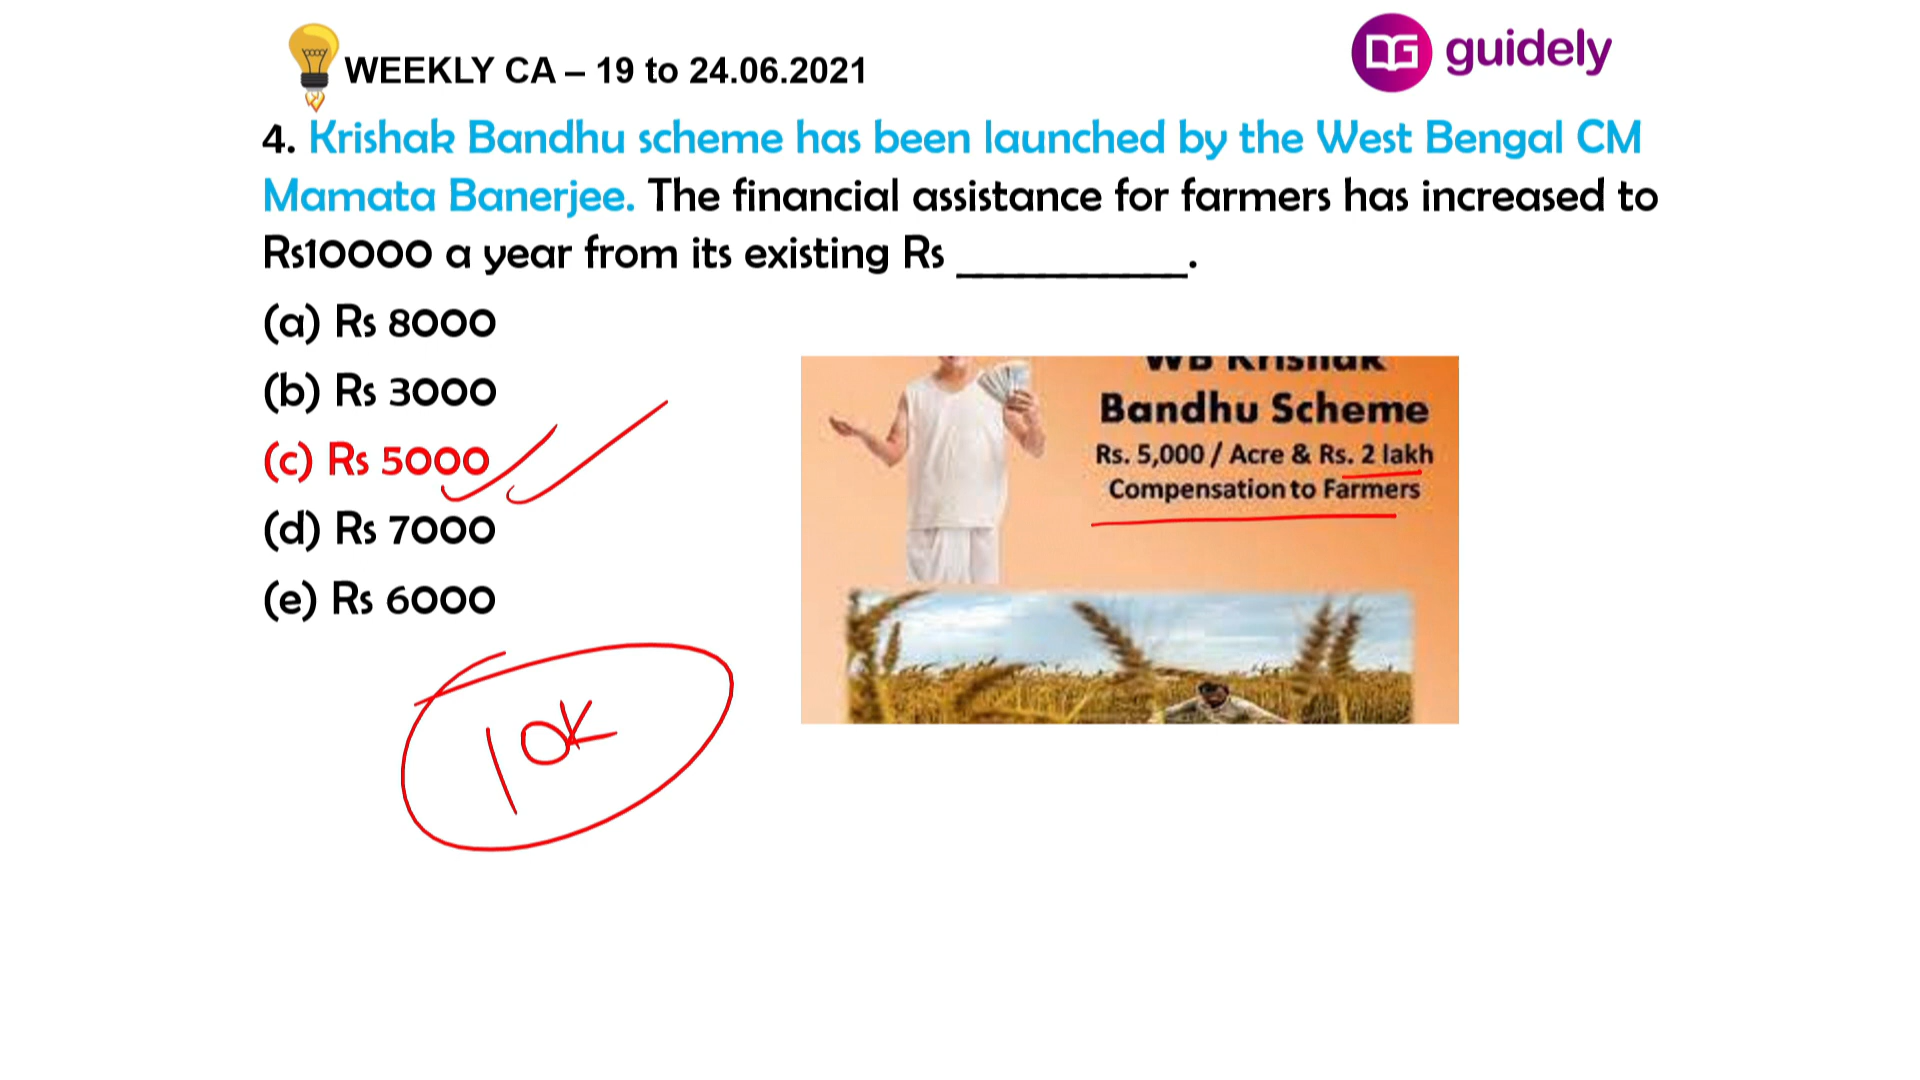 WEEKLY CA – 19 to 24.06.2021
guidely
4. Krishak Bandhu scheme has been launched by the West Bengal CM
Mamata Banerjee. The financial assistance for farmers has increased to
Rs10000 a year from its existing Rs ___________.
(a) Rs 8000
(b) Rs 3000
(c) Rs 5000
(d) Rs 7000
(e) Rs 6000
WB Krishak
Bandhu Scheme
Rs. 5,000 / Acre & Rs. 2 lakh
Compensation to Farmers
10K